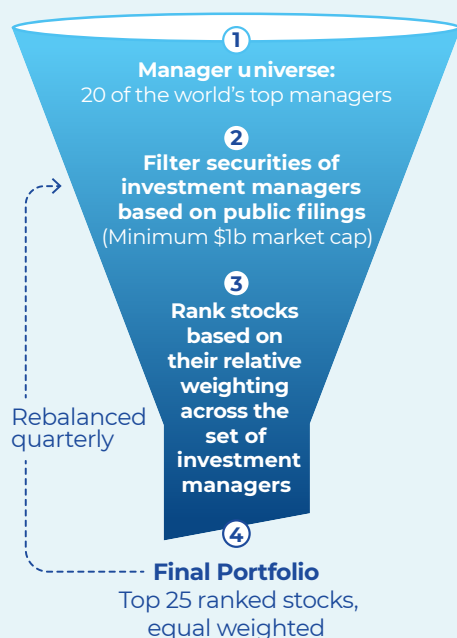 1
Manager universe:
20 of the world’s top managers
2
Filter securities of
investment managers
based on public filings
(Minimum $1b market cap)
3
Rank stocks
based on
their relative
weighting
across the
set of
investment
managers
Rebalanced
quarterly
4
Final Portfolio
Top 25 ranked stocks,
equal weighted